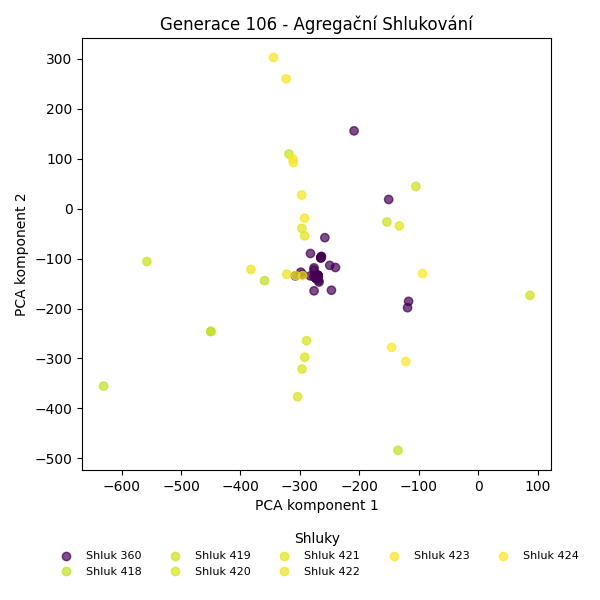 Generace 106 - Agregační Shlukování
300
200
100
0
−100
−200
−300
−400
−500
PCA komponent 2
−600 −500 −400 −300 −200 −100 0 100
PCA komponent 1
Shluky
Shluk 360 Shluk 419 Shluk 421 Shluk 423 Shluk 424
Shluk 418 Shluk 420 Shluk 422